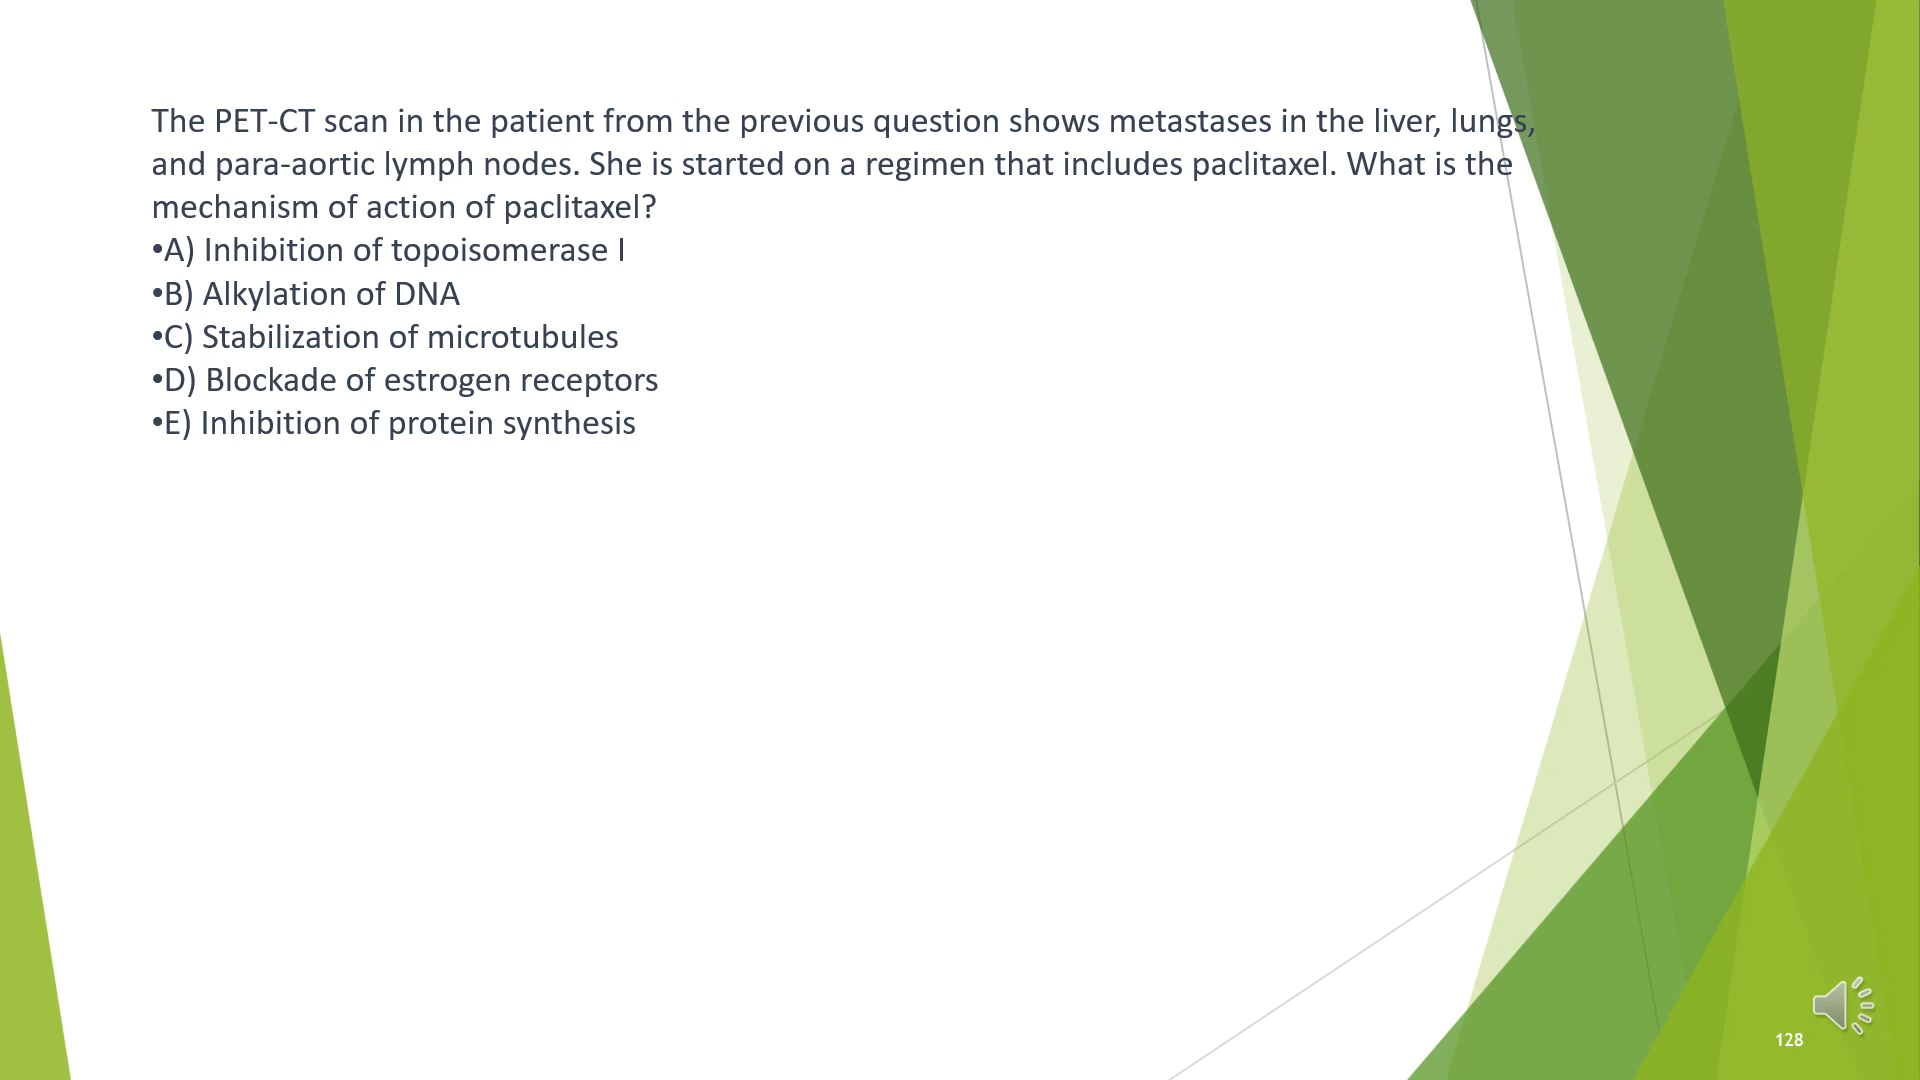 The PET-CT scan in the patient from the previous question shows metastases in the liver, lungs,
and para-aortic lymph nodes. She is started on a regimen that includes paclitaxel. What is the
mechanism of action of paclitaxel?
•A) Inhibition of topoisomerase I
•B) Alkylation of DNA
•C) Stabilization of microtubules
•D) Blockade of estrogen receptors
•E) Inhibition of protein synthesis
128